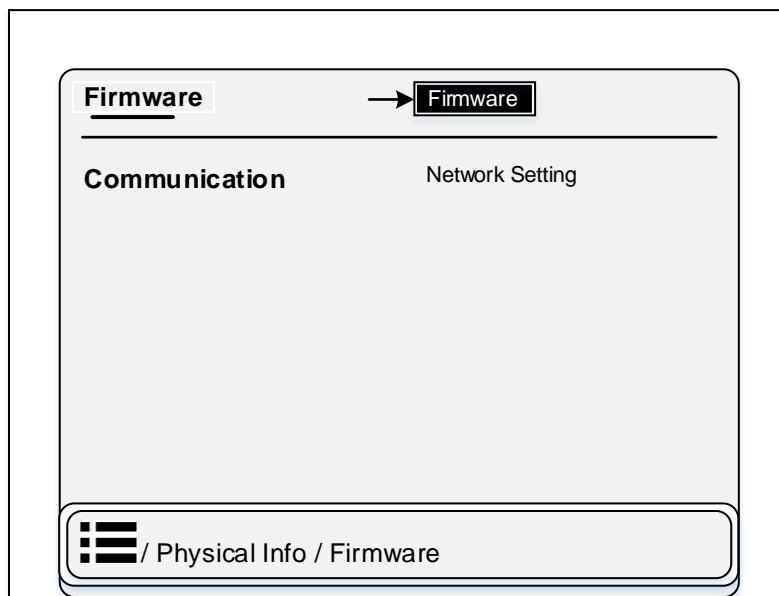 Firmware Firmware
Communication Network Setting
/ Physical Info / Firmware